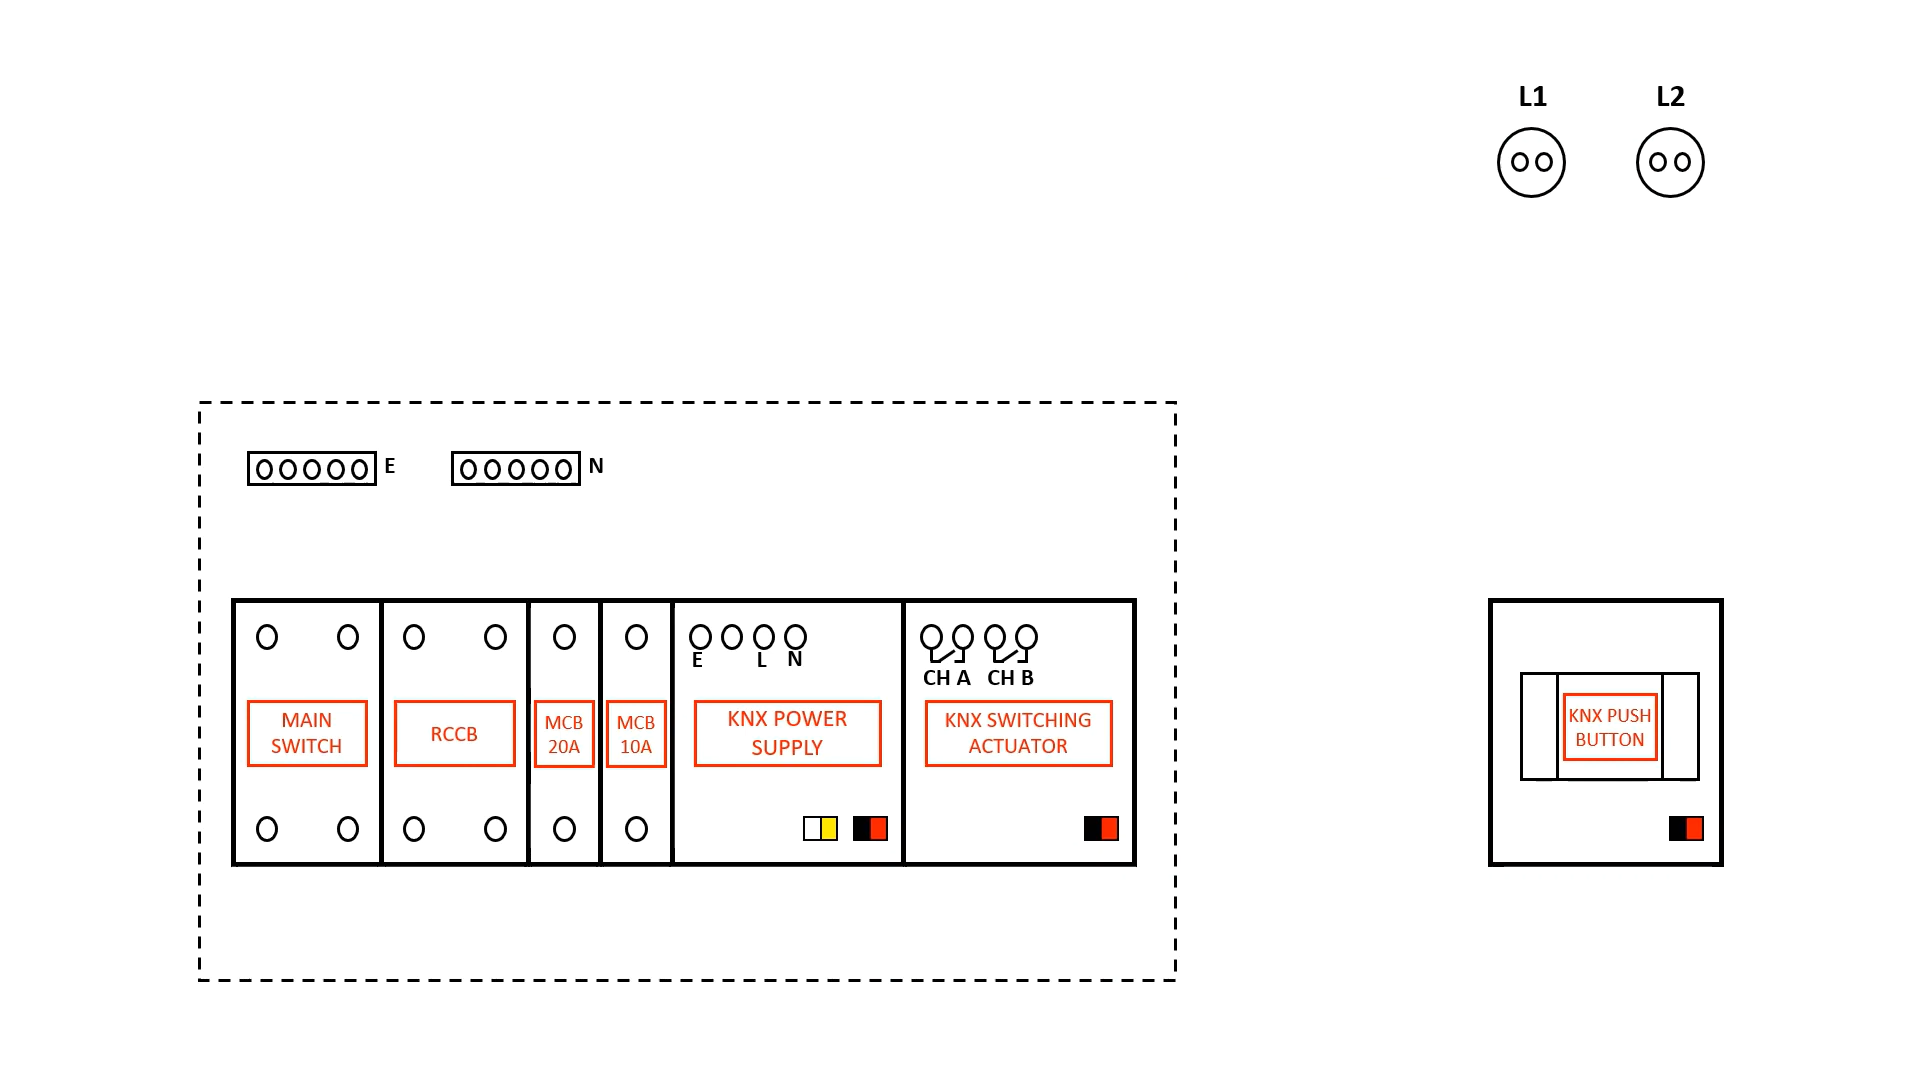 L1 L2
E N
E L N
CH A CH B
MAIN
SWITCH
RCCB
MCB
20A
MCB
10A
KNX POWER
SUPPLY
KNX SWITCHING
ACTUATOR
KNX PUSH
BUTTON